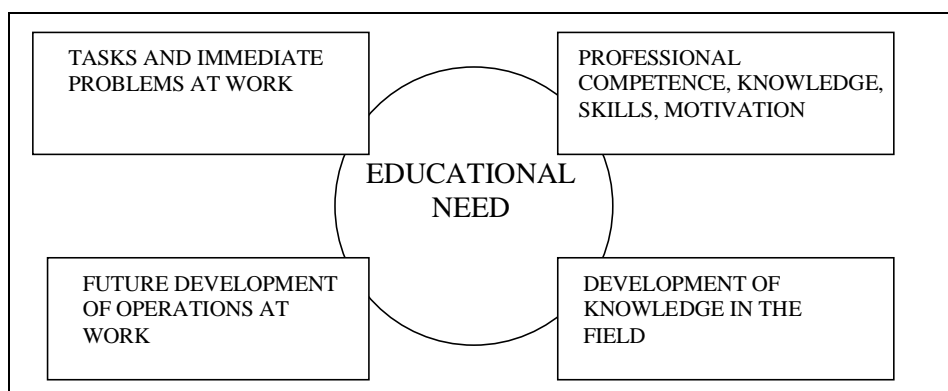 TASKS AND IMMEDIATE
PROBLEMS AT WORK
PROFESSIONAL
COMPETENCE, KNOWLEDGE,
SKILLS, MOTIVATION
EDUCATIONAL
NEED
FUTURE DEVELOPMENT
OF OPERATIONS AT
WORK
DEVELOPMENT OF
KNOWLEDGE IN THE
FIELD